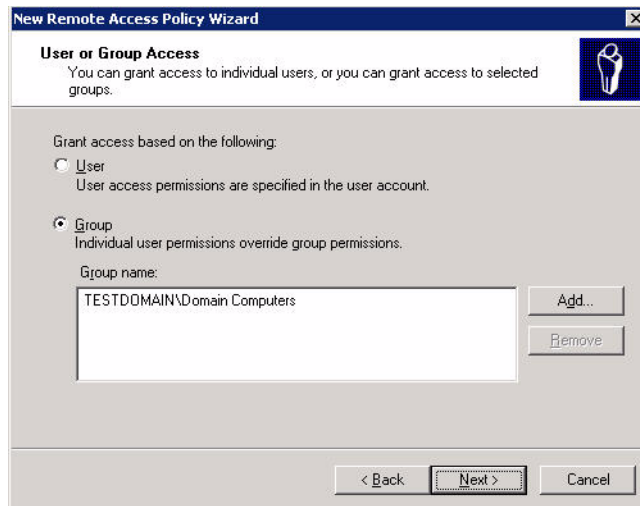 New Remote Access Policy Wizard
User or Group Access
You can grant access to individual users, or you can grant access to selected
groups.
Grant access based on the following:
User
User access permissions are specified in the user account.
Group
Individual user permissions override group permissions.
Group name:
TESTDOMAIN\Domain Computers
Add...
Remove
< Back
Next >
Cancel